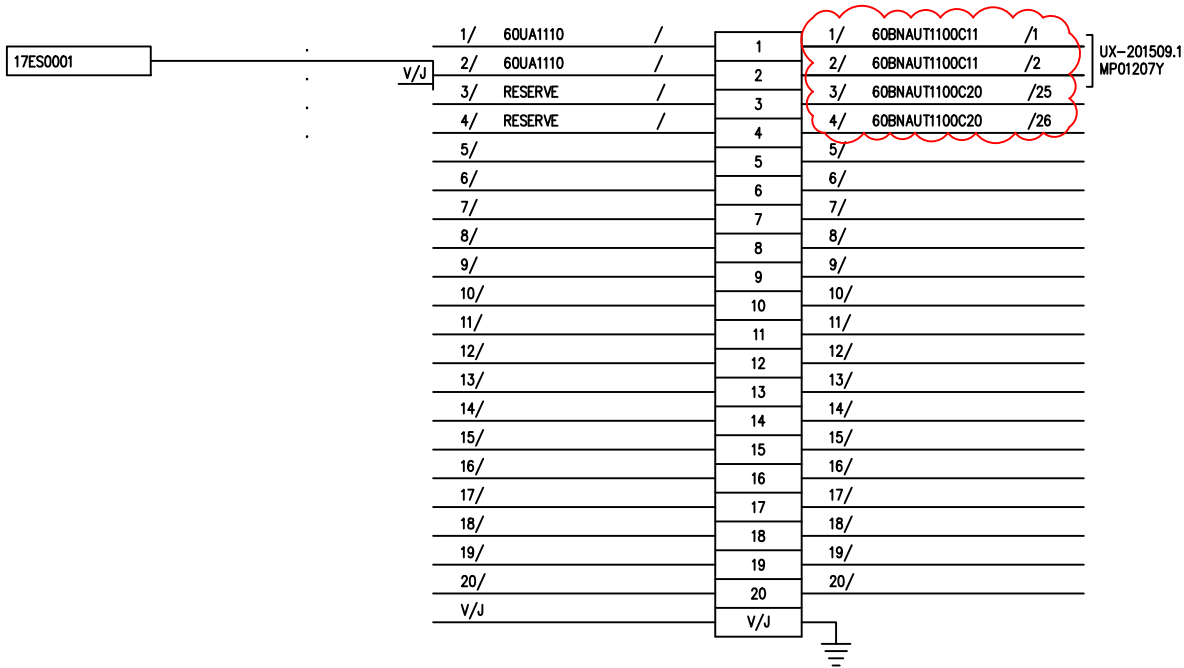 1/ 60UA1110 / 1 1/ 60BNAUT1100C11 /1
17ES0001 V/J 2/ 60UA1110 / 2 2/ 60BNAUT1100C11 /2 UX-201509.1
MP01207Y
3/ RESERVE / 3 3/ 60BNAUT1100C20 /25
4/ RESERVE / 4 4/ 60BNAUT1100C20 /26
5/ 5 5/
6/ 6 6/
7/ 7 7/
8/ 8 8/
9/ 9 9/
10/ 10 10/
11/ 11 11/
12/ 12 12/
13/ 13 13/
14/ 14 14/
15/ 15 15/
16/ 16 16/
17/ 17 17/
18/ 18 18/
19/ 19 19/
20/ 20 20/
V/J V/J